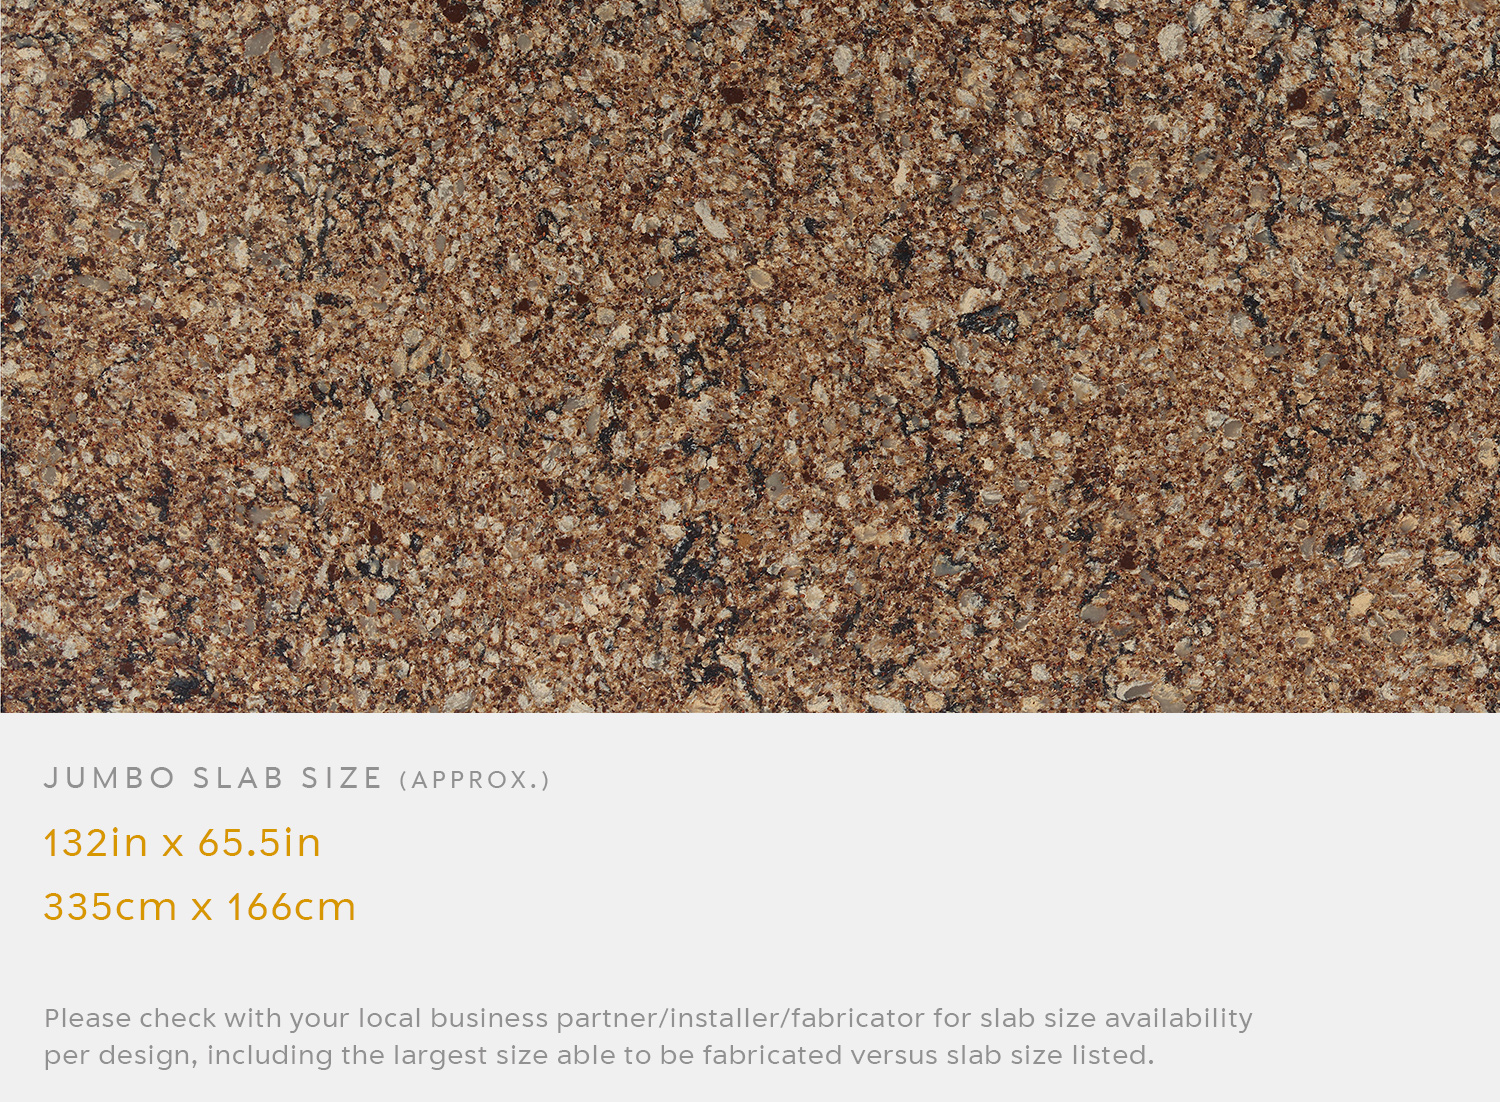 JUMBO SLAB SIZE (APPROX.)
132in x 65.5in
335cm x 166cm
Please check with your local business partner/installer/fabricator for slab size availability
per design, including the largest size able to be fabricated versus slab size listed.